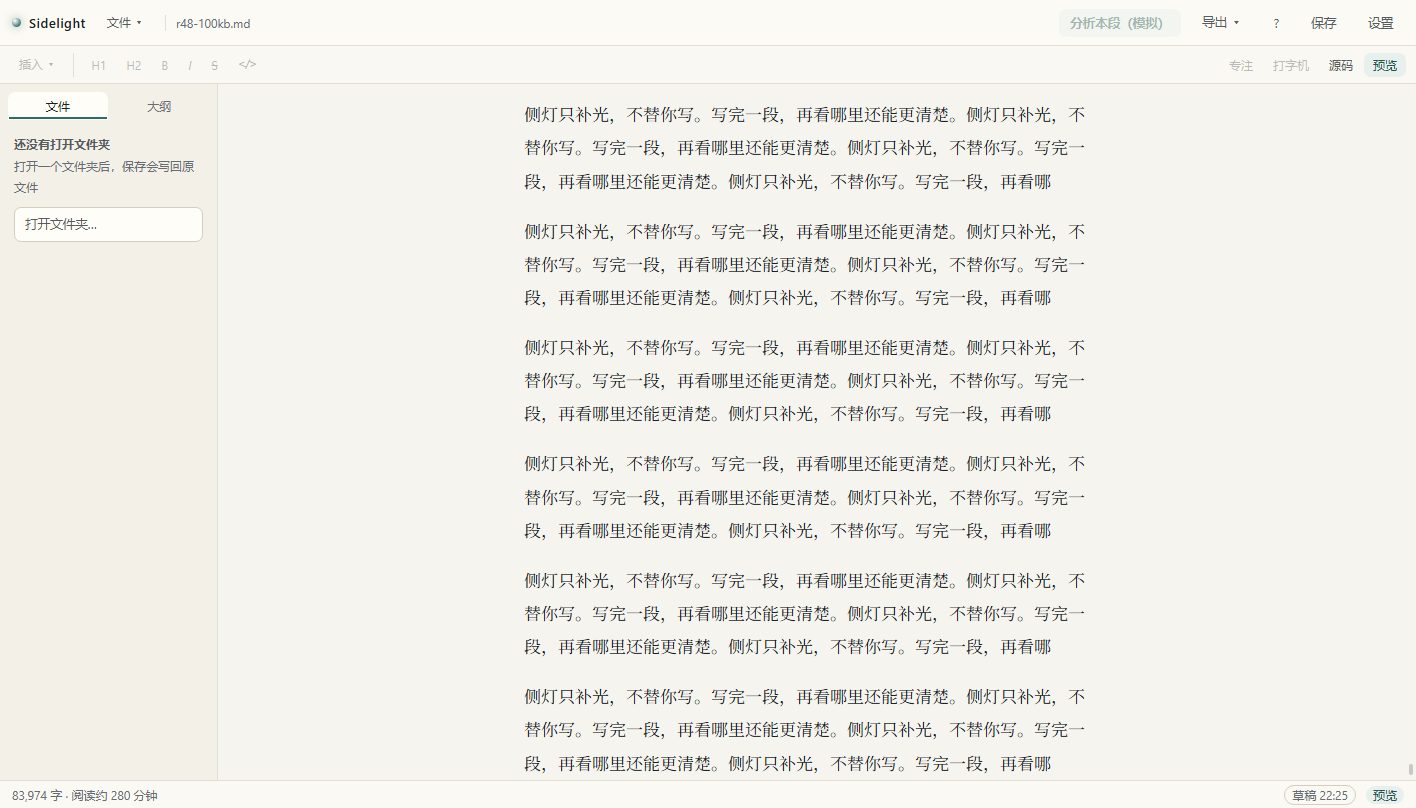 Sidelight 文件 ▾ r48-100kb.md 分析本段（模拟） 导出 ▾ ? 保存 设置
插入 ▾ H1 H2 B I S </> 专注 打字机 源码 预览
文件 大纲
还没有打开文件夹
打开一个文件夹后，保存会写回原
文件
打开文件夹...
侧灯只补光，不替你写。写完一段，再看哪里还能更清楚。侧灯只补光，不
替你写。写完一段，再看哪里还能更清楚。侧灯只补光，不替你写。写完一
段，再看哪里还能更清楚。侧灯只补光，不替你写。写完一段，再看哪
侧灯只补光，不替你写。写完一段，再看哪里还能更清楚。侧灯只补光，不
替你写。写完一段，再看哪里还能更清楚。侧灯只补光，不替你写。写完一
段，再看哪里还能更清楚。侧灯只补光，不替你写。写完一段，再看哪
侧灯只补光，不替你写。写完一段，再看哪里还能更清楚。侧灯只补光，不
替你写。写完一段，再看哪里还能更清楚。侧灯只补光，不替你写。写完一
段，再看哪里还能更清楚。侧灯只补光，不替你写。写完一段，再看哪
侧灯只补光，不替你写。写完一段，再看哪里还能更清楚。侧灯只补光，不
替你写。写完一段，再看哪里还能更清楚。侧灯只补光，不替你写。写完一
段，再看哪里还能更清楚。侧灯只补光，不替你写。写完一段，再看哪
侧灯只补光，不替你写。写完一段，再看哪里还能更清楚。侧灯只补光，不
替你写。写完一段，再看哪里还能更清楚。侧灯只补光，不替你写。写完一
段，再看哪里还能更清楚。侧灯只补光，不替你写。写完一段，再看哪
侧灯只补光，不替你写。写完一段，再看哪里还能更清楚。侧灯只补光，不
替你写。写完一段，再看哪里还能更清楚。侧灯只补光，不替你写。写完一
段，再看哪里还能更清楚。侧灯只补光，不替你写。写完一段，再看哪
83,974 字 · 阅读约 280 分钟 草稿 22:25 预览